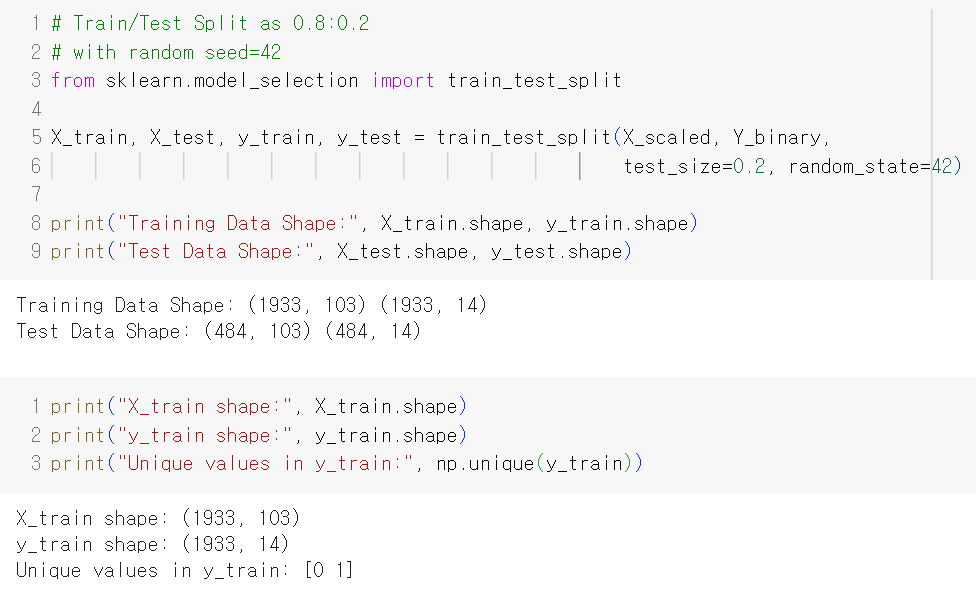 1 # Train/Test Split as 0.8:0.2
2 # with random seed=42
3 from sklearn.model_selection import train_test_split
4
5 X_train, X_test, y_train, y_test = train_test_split(X_scaled, Y_binary,
6 test_size=0.2, random_state=42)
7
8 print("Training Data Shape:", X_train.shape, y_train.shape)
9 print("Test Data Shape:", X_test.shape, y_test.shape)
Training Data Shape: (1933, 103) (1933, 14)
Test Data Shape: (484, 103) (484, 14)
1 print("X_train shape:", X_train.shape)
2 print("y_train shape:", y_train.shape)
3 print("Unique values in y_train:", np.unique(y_train))
X_train shape: (1933, 103)
y_train shape: (1933, 14)
Unique values in y_train: [0 1]